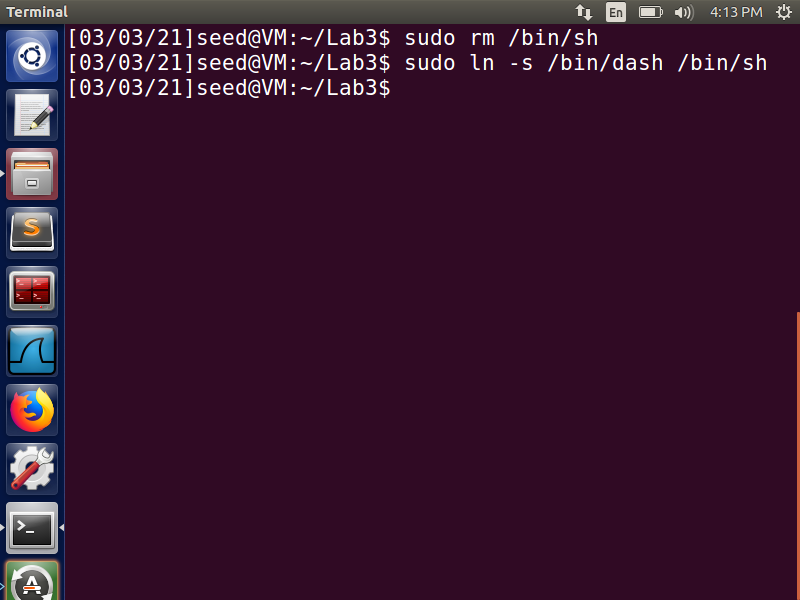 Terminal
En
4:13 PM
[03/03/21]seed@VM:~/Lab3$ sudo rm /bin/sh
[03/03/21]seed@VM:~/Lab3$ sudo ln -s /bin/dash /bin/sh
[03/03/21]seed@VM:~/Lab3$